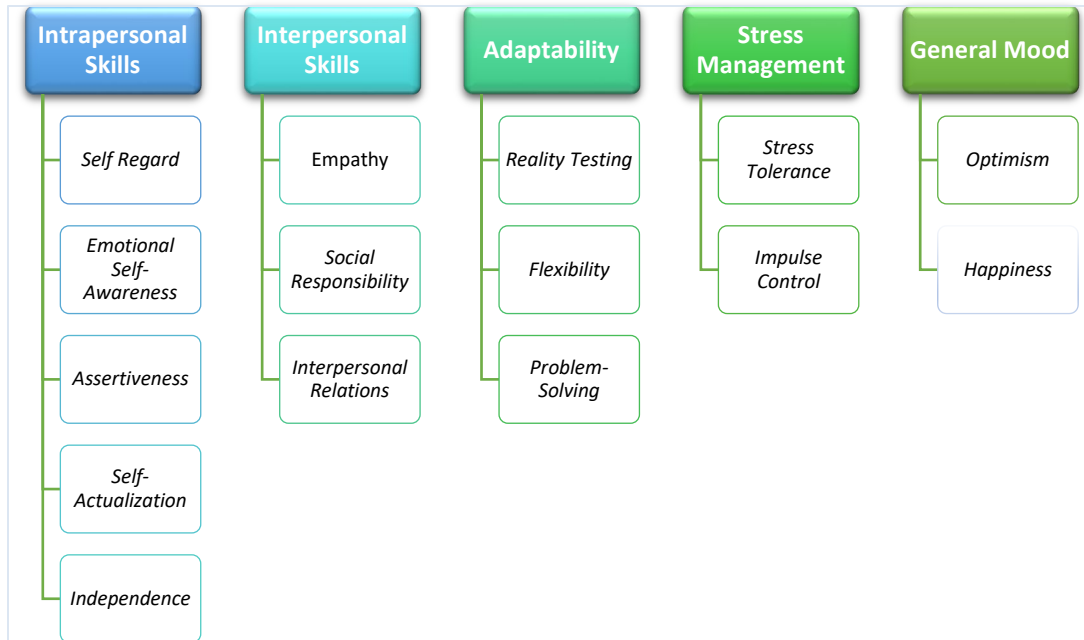 Intrapersonal
Skills
Self Regard
Emotional
Self-
Awareness
Assertiveness
Self-
Actualization
Independence
Interpersonal
Skills
Empathy
Social
Responsibility
Interpersonal
Relations
Adaptability
Reality Testing
Flexibility
Problem-
Solving
Stress
Management
Stress
Tolerance
Impulse
Control
General Mood
Optimism
Happiness